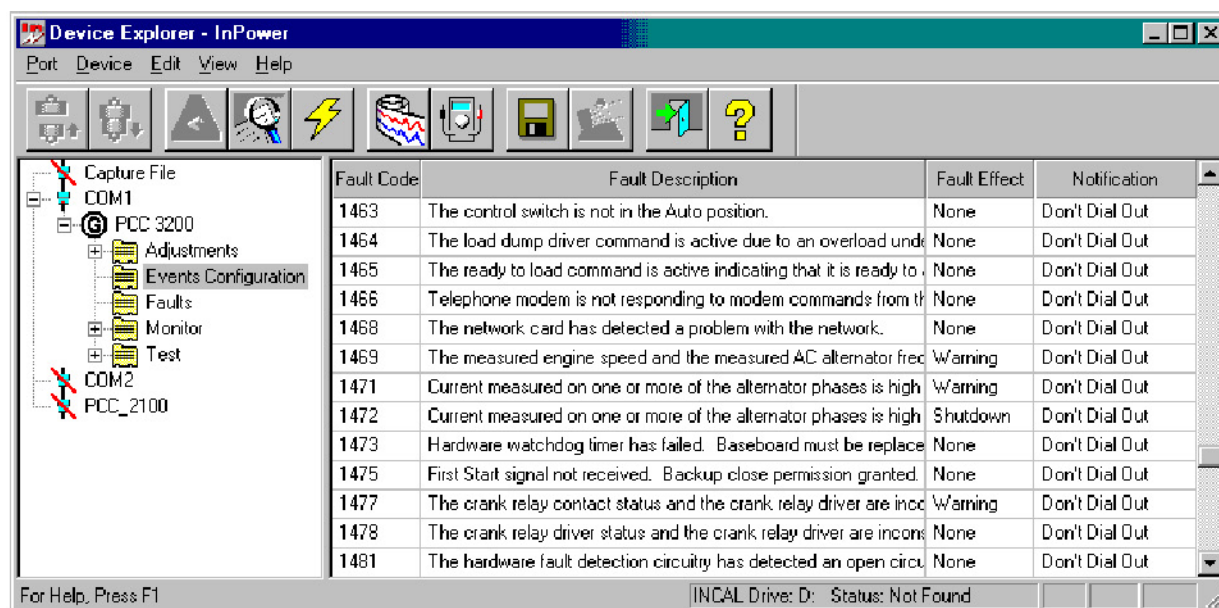 Device Explorer - InPower
Port Device Edit View Help
Capture File
COM1
G PCC 3200
Adjustments
Events Configuration
Faults
Monitor
Test
COM2
PCC_2100
Fault Code Fault Description Fault Effect Notification
1463 The control switch is not in the Auto position. None Don't Dial Out
1464 The load dump driver command is active due to an overload unde None Don't Dial Out
1465 The ready to load command is active indicating that it is ready to None Don't Dial Out
1466 Telephone modem is not responding to modem commands from th None Don't Dial Out
1468 The network card has detected a problem with the network. None Don't Dial Out
1469 The measured engine speed and the measured AC alternator freq Warning Don't Dial Out
1471 Current measured on one or more of the alternator phases is high Warning Don't Dial Out
1472 Current measured on one or more of the alternator phases is high Shutdown Don't Dial Out
1473 Hardware watchdog timer has failed. Baseboard must be replace None Don't Dial Out
1475 First Start signal not received. Backup close permission granted. None Don't Dial Out
1477 The crank relay contact status and the crank relay driver are inco Warning Don't Dial Out
1478 The crank relay driver status and the crank relay driver are incons None Don't Dial Out
1481 The hardware fault detection circuitry has detected an open circu None Don't Dial Out
For Help, Press F1 INCAL Drive: D: Status: Not Found